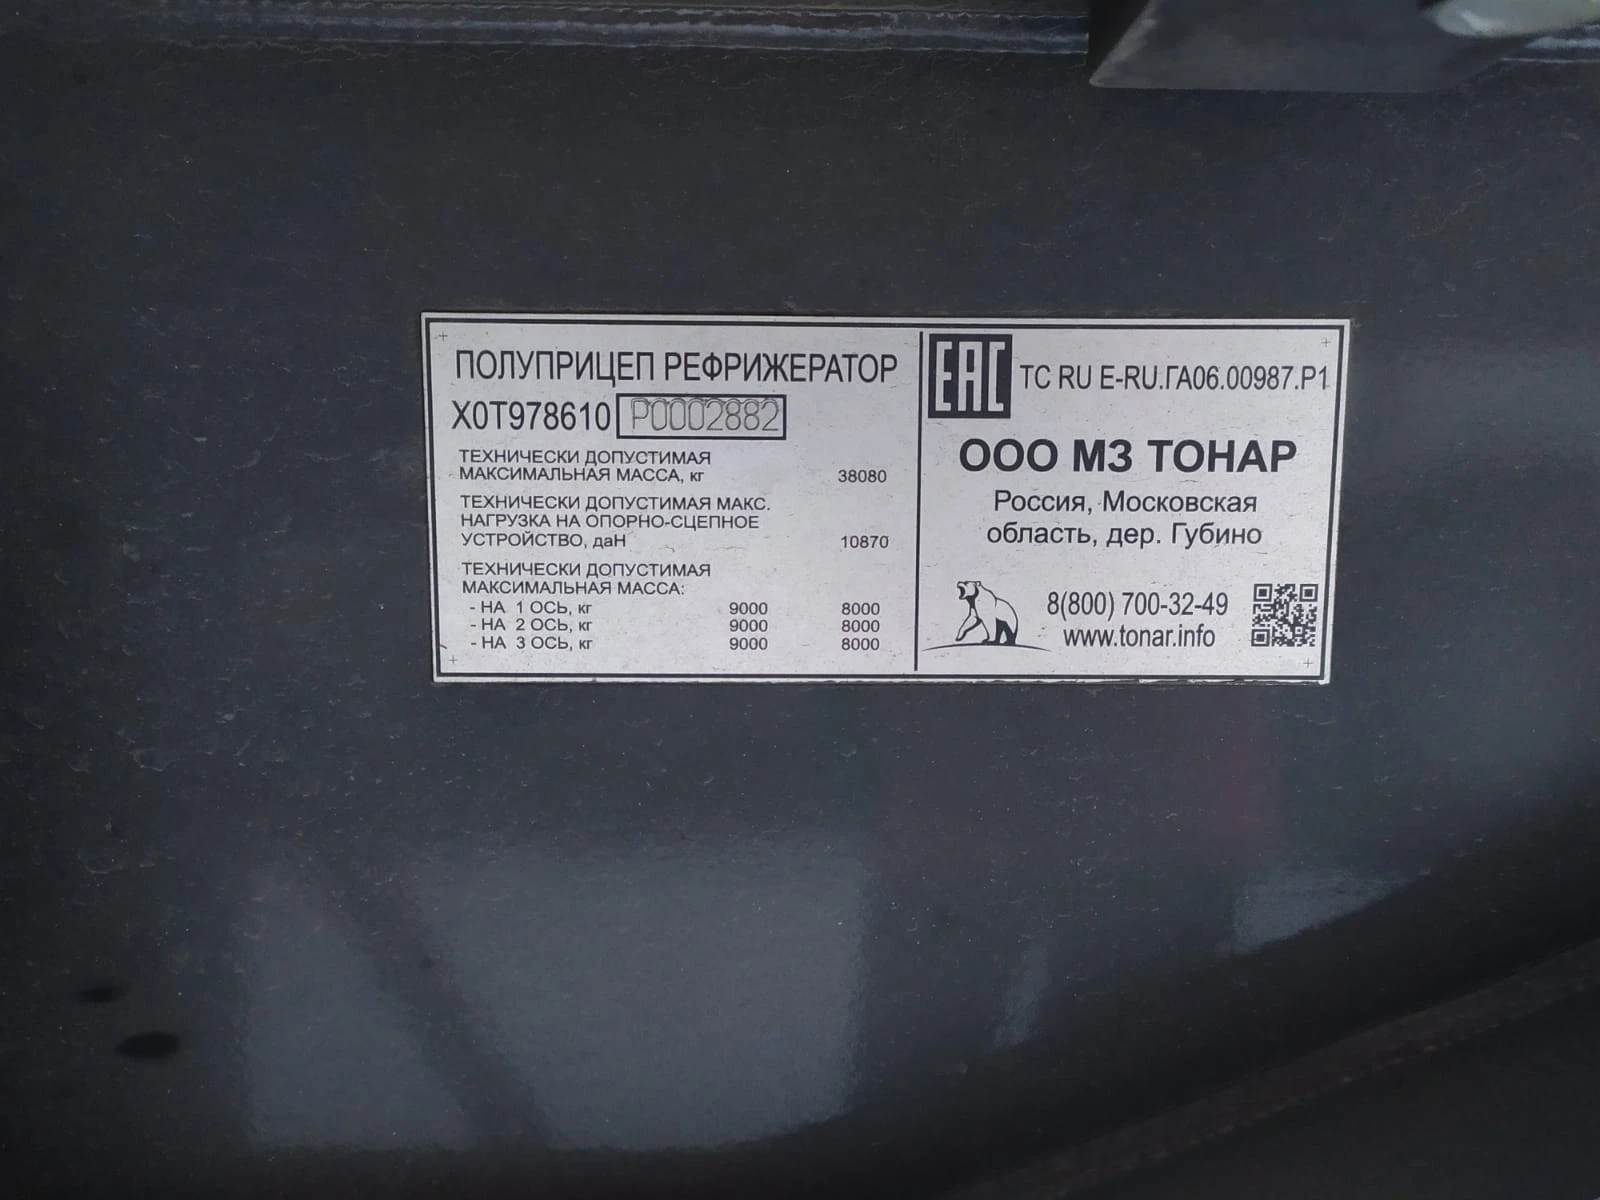 ПОЛУПРИЦЕП РЕФРИЖЕРАТОР
X0T978610 P0002882
ТЕХНИЧЕСКИ ДОПУСТИМАЯ
МАКСИМАЛЬНАЯ МАССА, кг 38080
ТЕХНИЧЕСКИ ДОПУСТИМАЯ МАКС.
НАГРУЗКА НА ОПОРНО-СЦЕПНОЕ
УСТРОЙСТВО, даН 10870
ТЕХНИЧЕСКИ ДОПУСТИМАЯ
МАКСИМАЛЬНАЯ МАССА:
- НА 1 ОСЬ, кг 9000 8000
- НА 2 ОСЬ, кг 9000 8000
- НА 3 ОСЬ, кг 9000 8000
EAC ТС RU E-RU.ГА06.00987.Р1
ООО МЗ ТОНАР
Россия, Московская
область, дер. Губино
8(800) 700-32-49
www.tonar.info